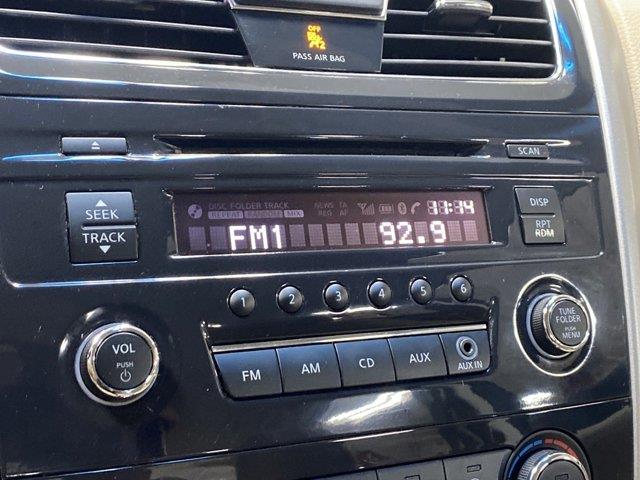 OFF
PASS AIR BAG
SCAN
SEEK
TRACK
DISC FOLDER TRACK
REPEAT RANDOM MIX
NEWS TA
REG AF
11:14
FM1 92.9
DISP
RPT
RDM
1 2 3 4 5 6
VOL
PUSH
FM AM CD AUX AUX IN
TUNE
FOLDER
PUSH
MENU